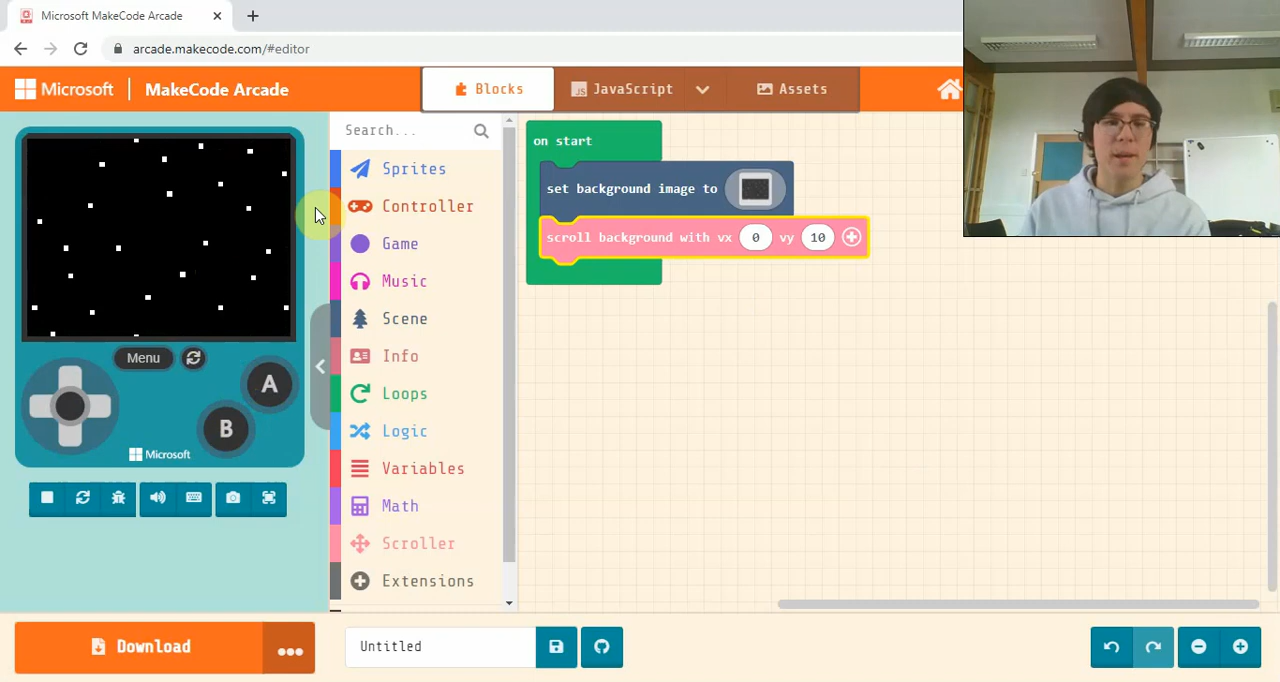 Microsoft MakeCode Arcade
arcade.makecode.com/#editor
Microsoft
MakeCode Arcade
Blocks
JavaScript
Assets
Search...
Sprites
Controller
Game
Music
Scene
Info
Loops
Logic
Variables
Math
Scroller
Extensions
on start
set background image to
scroll background with vx 0 vy 10
Menu
A
B
Microsoft
Download
Untitled